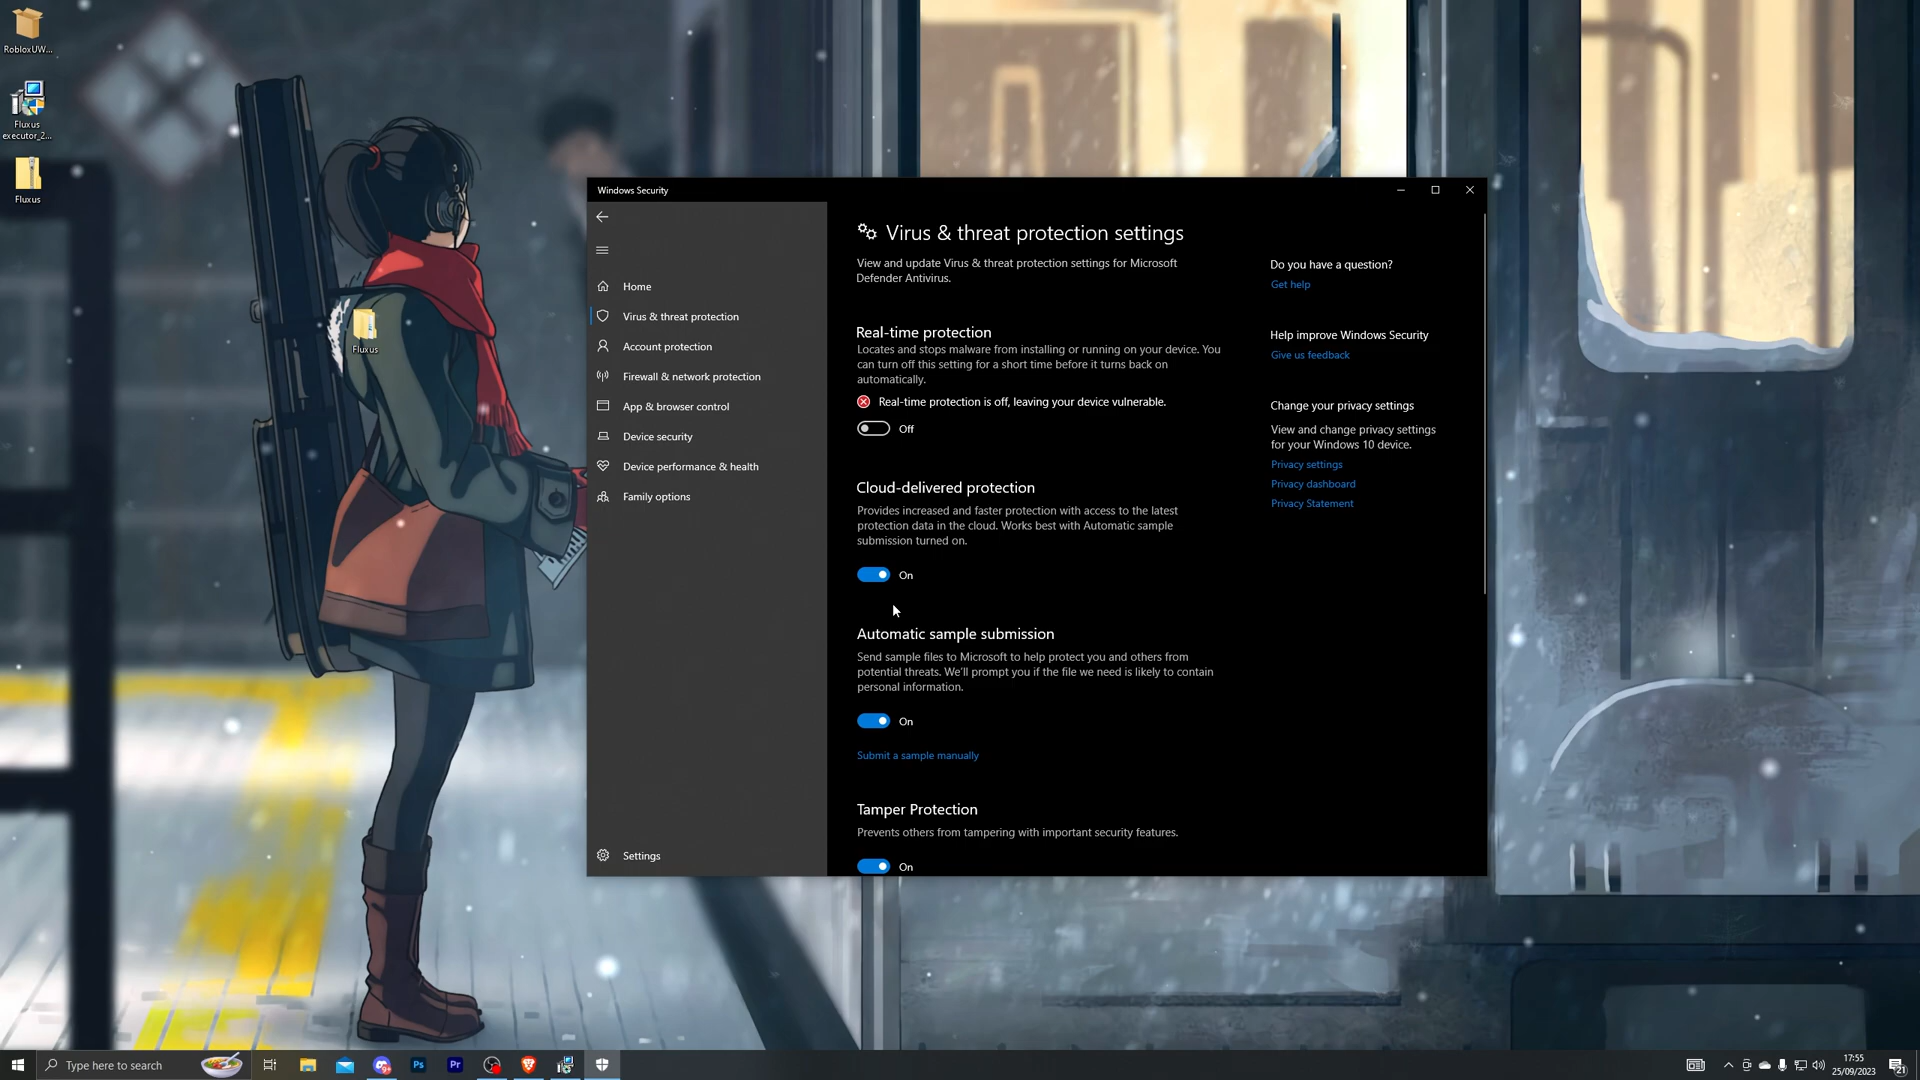 RobloxUW...
Fluxus
executor_2...
Fluxus
Fluxus
Windows Security
Home
Virus & threat protection
Account protection
Firewall & network protection
App & browser control
Device security
Device performance & health
Family options
Settings
Virus & threat protection settings
View and update Virus & threat protection settings for Microsoft
Defender Antivirus.
Real-time protection
Locates and stops malware from installing or running on your device. You
can turn off this setting for a short time before it turns back on
automatically.
Real-time protection is off, leaving your device vulnerable.
Off
Cloud-delivered protection
Provides increased and faster protection with access to the latest
protection data in the cloud. Works best with Automatic sample
submission turned on.
On
Automatic sample submission
Send sample files to Microsoft to help protect you and others from
potential threats. We'll prompt you if the file we need is likely to contain
personal information.
On
Submit a sample manually
Tamper Protection
Prevents others from tampering with important security features.
On
Do you have a question?
Get help
Help improve Windows Security
Give us feedback
Change your privacy settings
View and change privacy settings
for your Windows 10 device.
Privacy settings
Privacy dashboard
Privacy Statement
Type here to search
Ps
Pr
17:55
25/09/2023
21